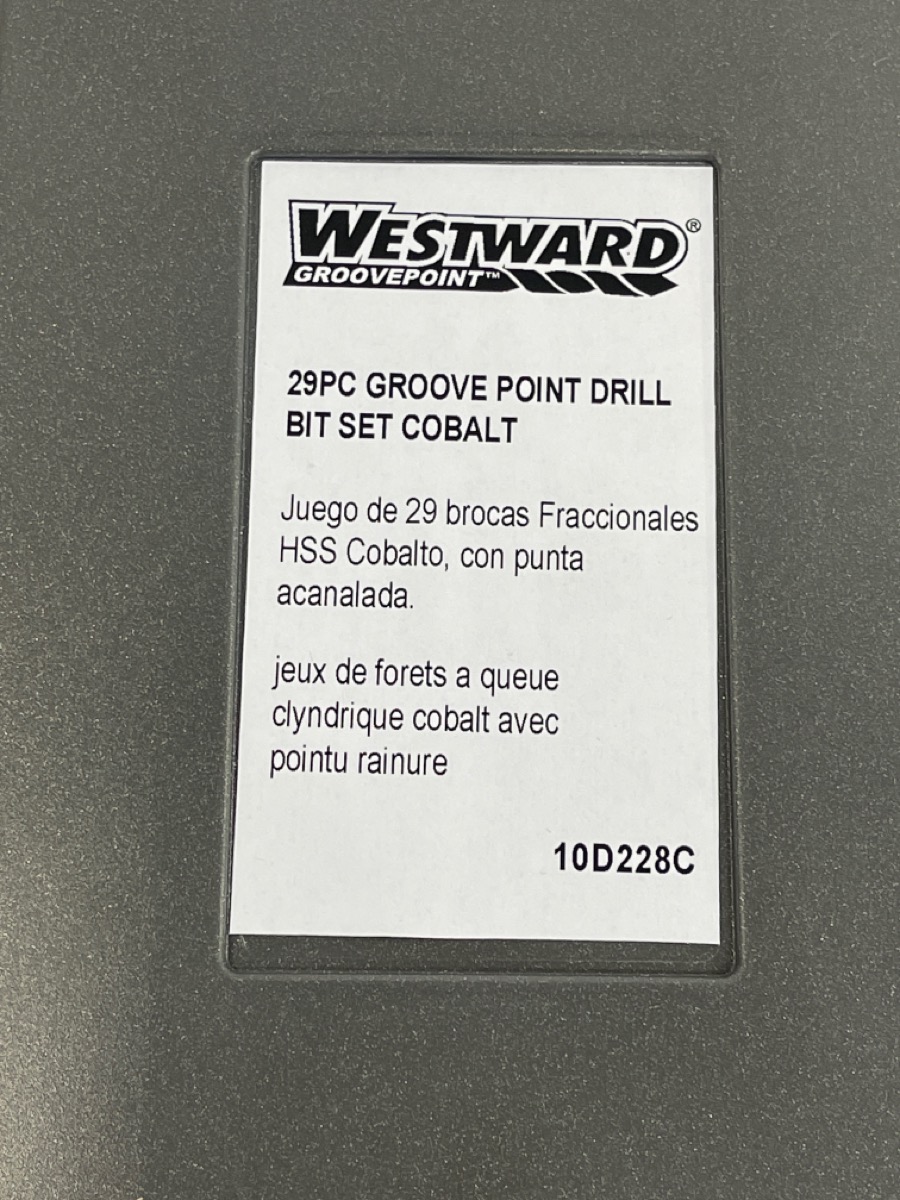 WESTWARD®
GROOVEPOINT™
29PC GROOVE POINT DRILL
BIT SET COBALT
Juego de 29 brocas Fraccionales
HSS Cobalto, con punta
acanalada.
jeux de forets a queue
clyndrique cobalt avec
pointu rainure
10D228C